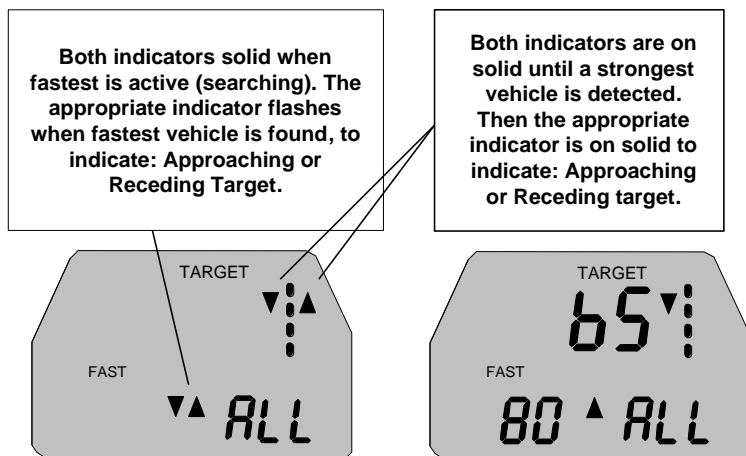 Both indicators solid when
fastest is active (searching). The
appropriate indicator flashes
when fastest vehicle is found, to
indicate: Approaching or
Receding Target.
Both indicators are on
solid until a strongest
vehicle is detected.
Then the appropriate
indicator is on solid to
indicate: Approaching
or Receding target.
TARGET
▼ ▲
FAST
▼▲ ALL
TARGET
65 ▼
FAST
80 ▲ ALL